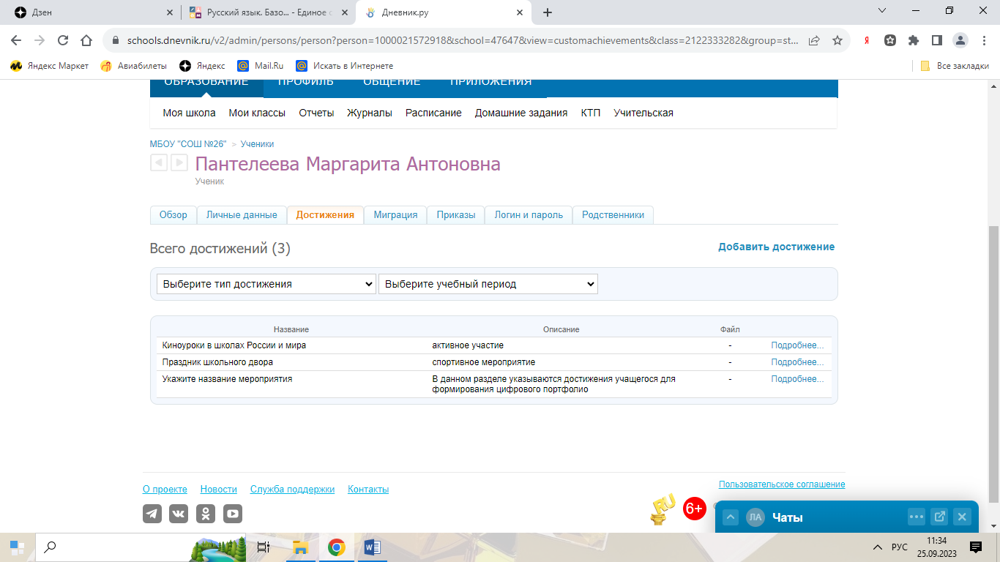 Дзен
Русский язык. Базо... - Единое с
Дневник.ру
schools.dnevnik.ru/v2/admin/persons/person?person=1000021572918&school=47647&view=customachievements&class=2122333282&group=st...
Я
Яндекс Маркет Авиабилеты Яндекс Mail.Ru Искать в Интернете Все закладки
ОБРАЗОВАНИЕ ПРОФИЛЬ ОБЩЕНИЕ ПРИЛОЖЕНИЯ
Моя школа Мои классы Отчеты Журналы Расписание Домашние задания КТП Учительская
МБОУ "СОШ №26" > Ученики
Пантелеева Маргарита Антоновна
Ученик
Обзор Личные данные Достижения Миграция Приказы Логин и пароль Родственники
Всего достижений (3) Добавить достижение
Выберите тип достижения Выберите учебный период
Название Описание Файл
Киноуроки в школах России и мира активное участие - Подробнее...
Праздник школьного двора спортивное мероприятие - Подробнее...
Укажите название мероприятия В данном разделе указываются достижения учащегося для - Подробнее...
формирования цифрового портфолио
О проекте Новости Служба поддержки Контакты Пользовательское соглашение
RU 6+
ЛА Чаты
РУС 11:34
25.09.2023